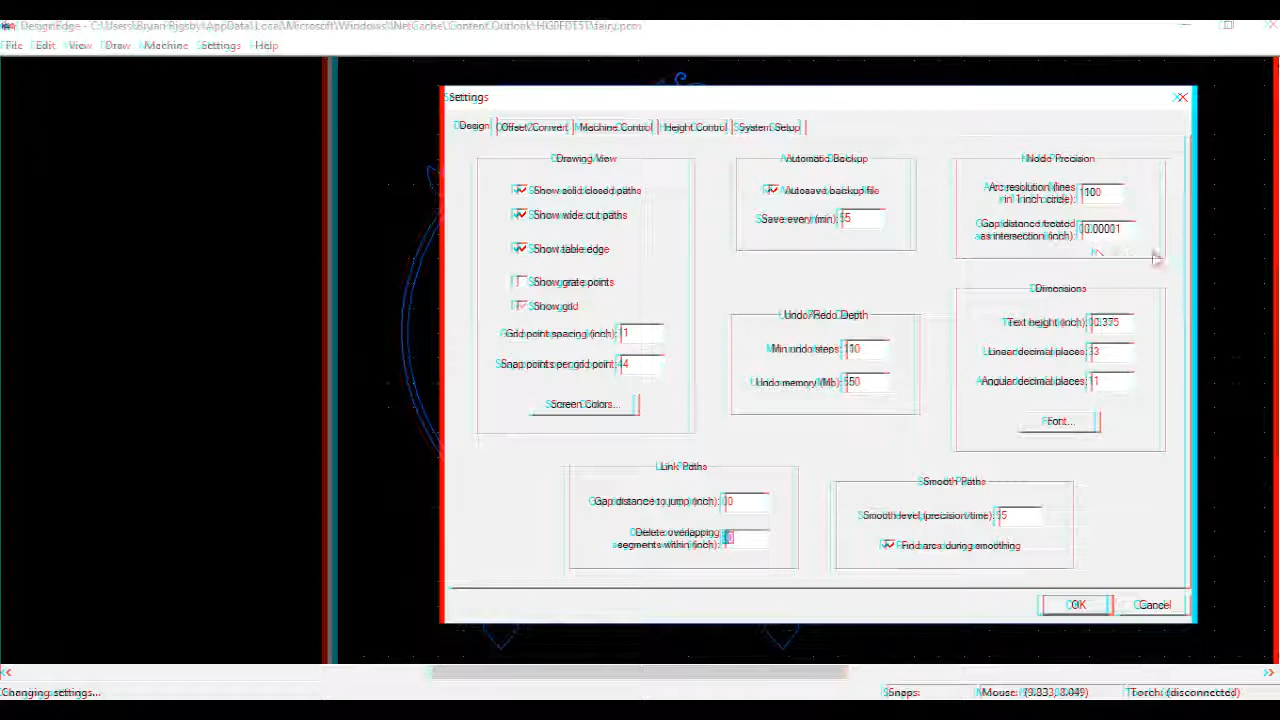 DesignEdge - C:\Users\Bryan Rigsby\AppData\Local\Microsoft\Windows\INetCache\Content.Outlook\
File Edit View Draw Machine Settings Help
Settings
Design Offset/Convert Machine Control Height Control System Setup
Drawing View
Show solid closed paths
Show wide cut paths
Show table edge
Show grate points
Show grid
Grid point spacing (inch): 1
Snap points per grid point: 4
Screen Colors...
Automatic Backup
Autosave backup file
Save every (min): 5
Undo/Redo Depth
Min undo steps: 10
Undo memory (Mb): 50
Node Precision
Arc resolution (lines
in 1 inch circle): 100
Gap distance treated
as intersection (inch): 0.00001
Dimensions
Text height (inch): 0.375
Linear decimal places: 3
Angular decimal places: 1
Font...
Link Paths
Gap distance to jump (inch): 0
Delete overlapping
segments within (inch): 0
Smooth Paths
Smooth level (precision/time): 5
Find arcs during smoothing
OK Cancel
Changing settings...
Snaps:
Mouse: (9.833, 8.049)
Torch: (disconnected)